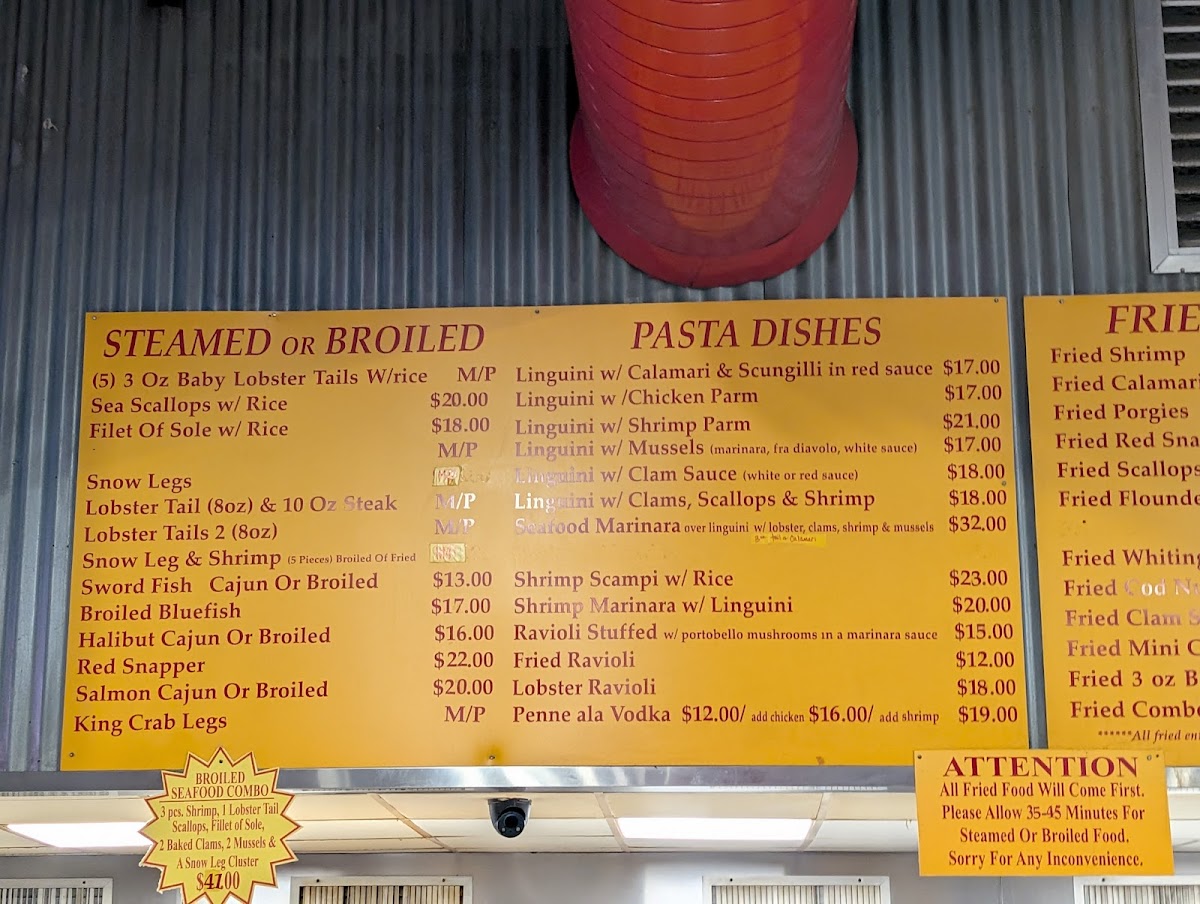 STEAMED OR BROILED
(5) 3 Oz Baby Lobster Tails W/rice M/P
Sea Scallops w/ Rice $20.00
Filet Of Sole w/ Rice $18.00
M/P
Snow Legs
Lobster Tail (8oz) & 10 Oz Steak M/P
Lobster Tails 2 (8oz) M/P
Snow Leg & Shrimp (5 Pieces) Broiled Of Fried
Sword Fish Cajun Or Broiled $13.00
Broiled Bluefish $17.00
Halibut Cajun Or Broiled $16.00
Red Snapper $22.00
Salmon Cajun Or Broiled $20.00
King Crab Legs M/P
PASTA DISHES
Linguini w/ Calamari & Scungilli in red sauce $17.00
Linguini w /Chicken Parm $17.00
Linguini w/ Shrimp Parm $21.00
Linguini w/ Mussels (marinara, fra diavolo, white sauce) $17.00
Linguini w/ Clam Sauce (white or red sauce) $18.00
Linguini w/ Clams, Scallops & Shrimp $18.00
Seafood Marinara over linguini w/ lobster, clams, shrimp & mussels $32.00
Shrimp Scampi w/ Rice $23.00
Shrimp Marinara w/ Linguini $20.00
Ravioli Stuffed w/ portobello mushrooms in a marinara sauce $15.00
Fried Ravioli $12.00
Lobster Ravioli $18.00
Penne ala Vodka $12.00/ add chicken $16.00/ add shrimp $19.00
FRIE
Fried Shrimp
Fried Calamari
Fried Porgies
Fried Red Sna
Fried Scallops
Fried Flounde
Fried Whiting
Fried Cod N
Fried Clam S
Fried Mini C
Fried 3 oz B
Fried Combo
******All fried en
BROILED
SEAFOOD COMBO
3 pcs. Shrimp, 1 Lobster Tail
Scallops, Fillet of Sole,
2 Baked Clams, 2 Mussels &
A Snow Leg Cluster
$47.00
ATTENTION
All Fried Food Will Come First.
Please Allow 35-45 Minutes For
Steamed Or Broiled Food.
Sorry For Any Inconvenience.